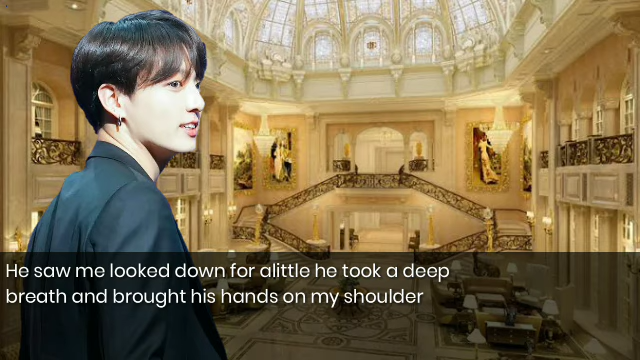 He saw me looked down for alittle he took a deep
breath and brought his hands on my shoulder